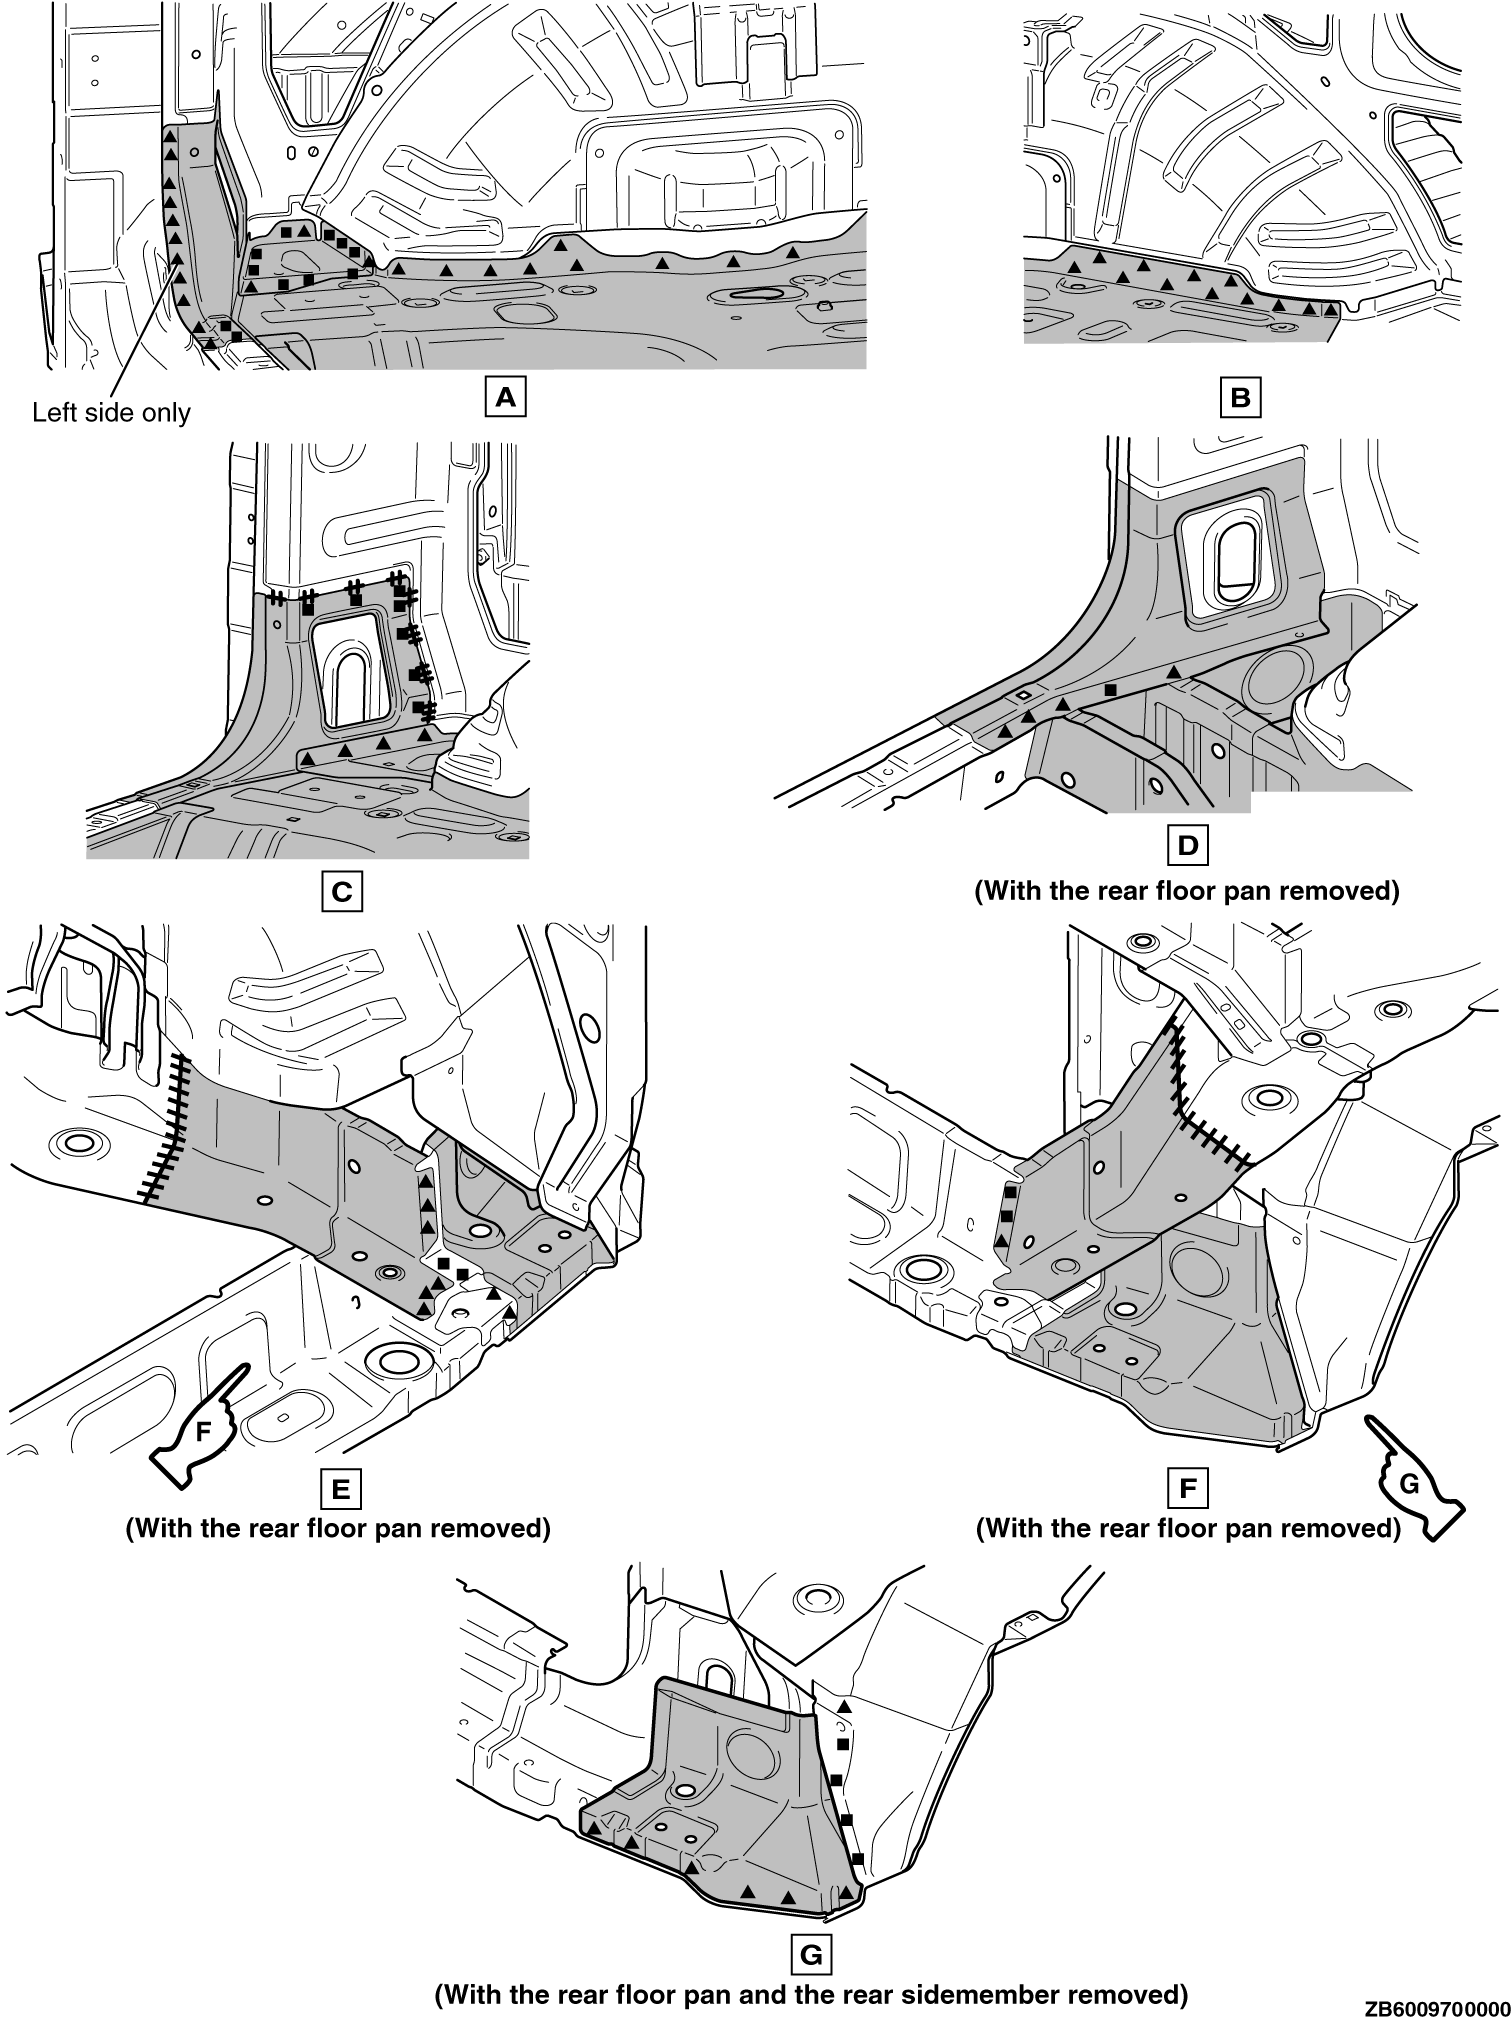 Left side only
A
B
C
D
(With the rear floor pan removed)
F
E
(With the rear floor pan removed)
F
(With the rear floor pan removed)
G
G
(With the rear floor pan and the rear sidemember removed)
ZB6009700000